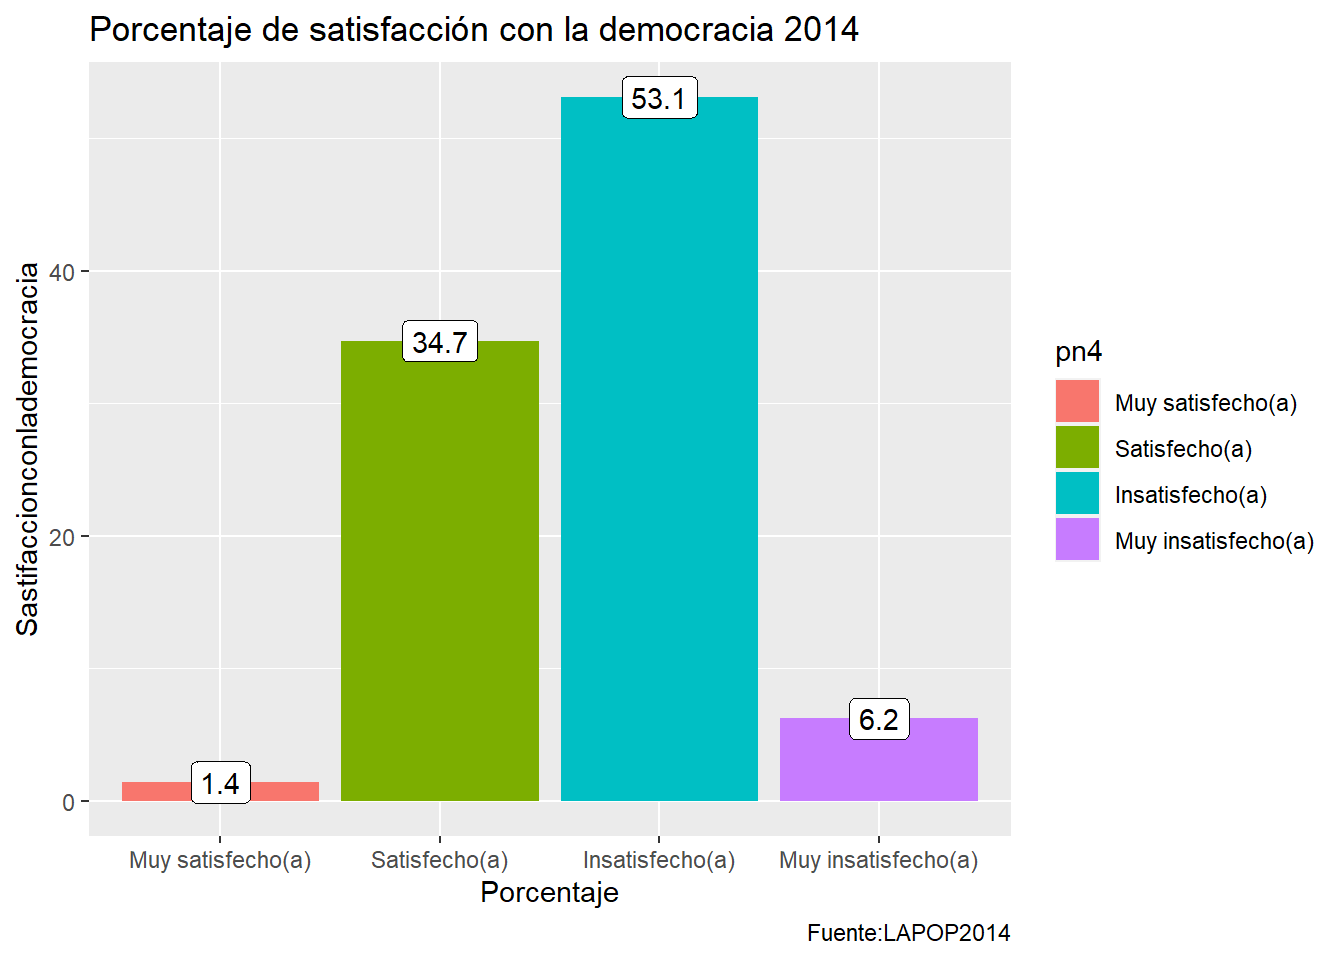 Porcentaje de satisfacción con la democracia 2014
Sastifaccionconlademocracia
40
20
0
53.1
34.7
6.2
1.4
Muy satisfecho(a)
Satisfecho(a)
Insatisfecho(a)
Muy insatisfecho(a)
Porcentaje
pn4
Muy satisfecho(a)
Satisfecho(a)
Insatisfecho(a)
Muy insatisfecho(a)
Fuente:LAPOP2014